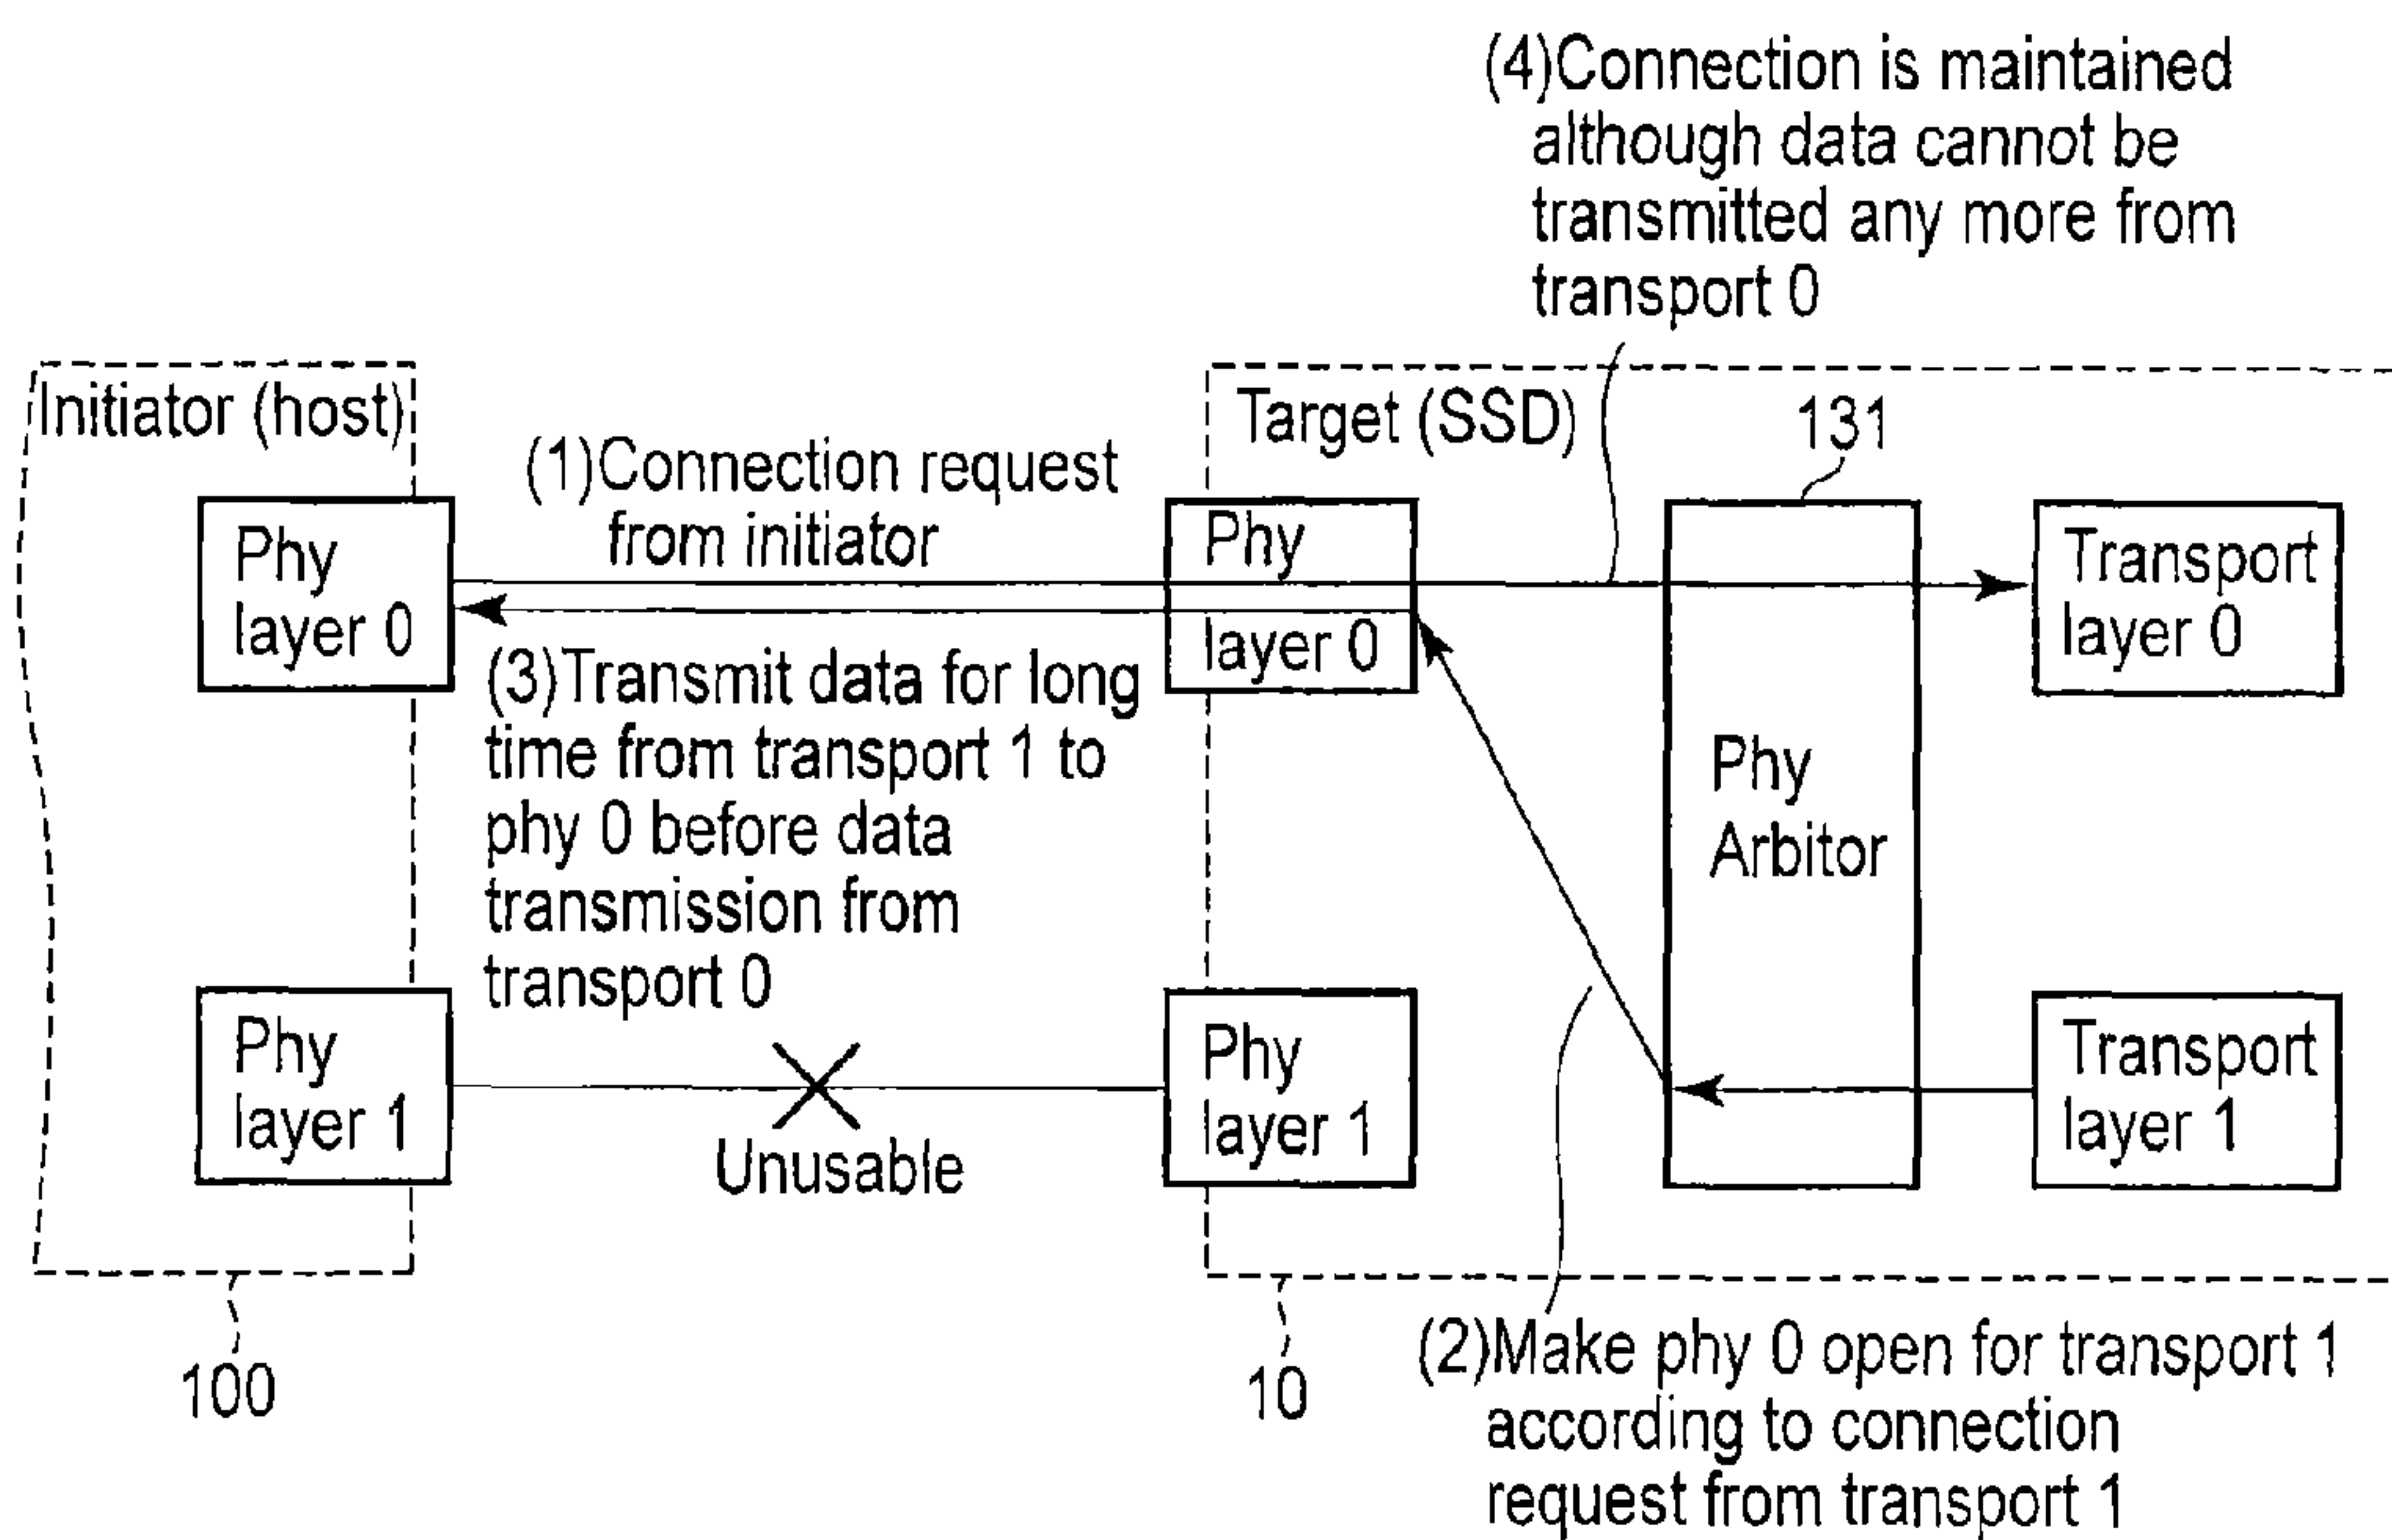 (4)Connection is maintained
although data cannot be
transmitted any more from
transport 0
Initiator (host)
Target (SSD)
131
(1)Connection request
from initiator
Phy
layer 0
Phy
layer 0
Transport
layer 0
(3)Transmit data for long
time from transport 1 to
phy 0 before data
transmission from
transport 0
Phy
Arbitor
Phy
layer 1
Unusable
Phy
layer 1
Transport
layer 1
100
10
(2)Make phy 0 open for transport 1
according to connection
request from transport 1